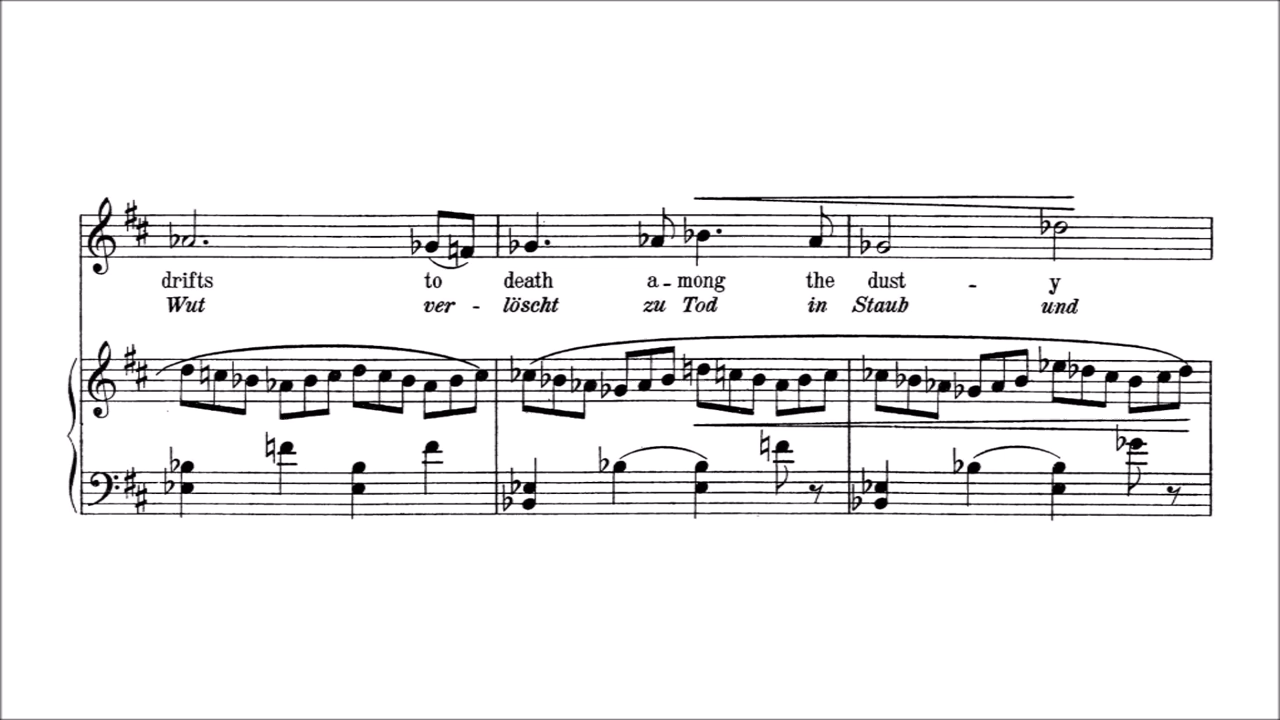 drifts to death a - mong the dust - y
Wut ver - löscht zu Tod in Staub und